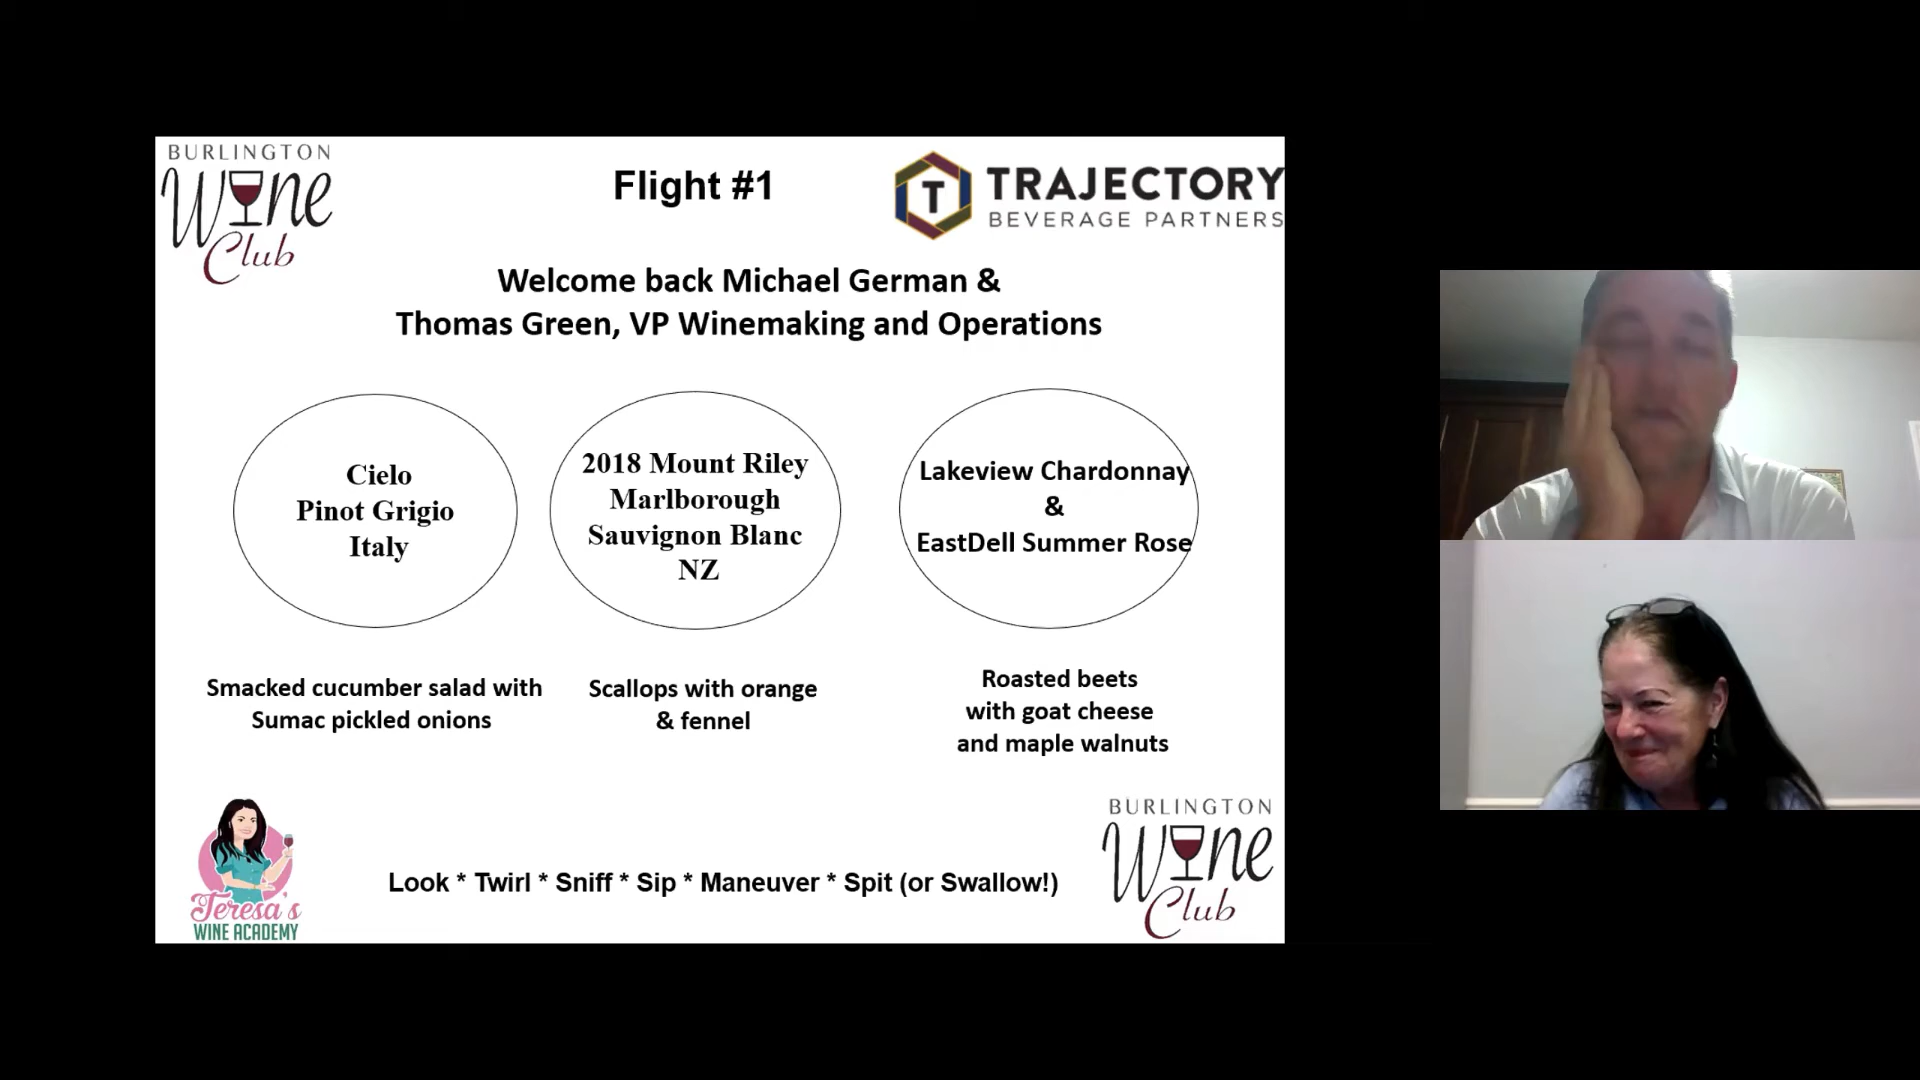 BURLINGTON
Wine
Club
Flight #1
T
TRAJECTORY
BEVERAGE PARTNERS
Welcome back Michael German &
Thomas Green, VP Winemaking and Operations
Cielo
Pinot Grigio
Italy
2018 Mount Riley
Marlborough
Sauvignon Blanc
NZ
Lakeview Chardonnay
&
EastDell Summer Rose
Smacked cucumber salad with
Sumac pickled onions
Scallops with orange
& fennel
Roasted beets
with goat cheese
and maple walnuts
Teresa's
WINE ACADEMY
Look * Twirl * Sniff * Sip * Maneuver * Spit (or Swallow!)
BURLINGTON
Wine
Club